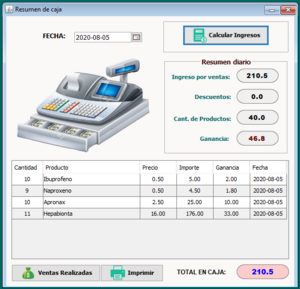 Resumen de caja
FECHA: 2020-08-05
Calcular Ingresos
Resumen diario
Ingreso por ventas: 210.5
Descuentos: 0.0
Cant. de Productos: 40.0
Ganancia: 46.8
Cantidad Producto Precio Importe Ganancia Fecha
10 Ibuprofeno 0.50 5.00 2.00 2020-08-05
9 Naproxeno 0.50 4.50 1.80 2020-08-05
10 Apronax 2.50 25.00 10.00 2020-08-05
11 Hepabionta 16.00 176.00 33.00 2020-08-05
Ventas Realizadas Imprimir TOTAL EN CAJA: 210.5